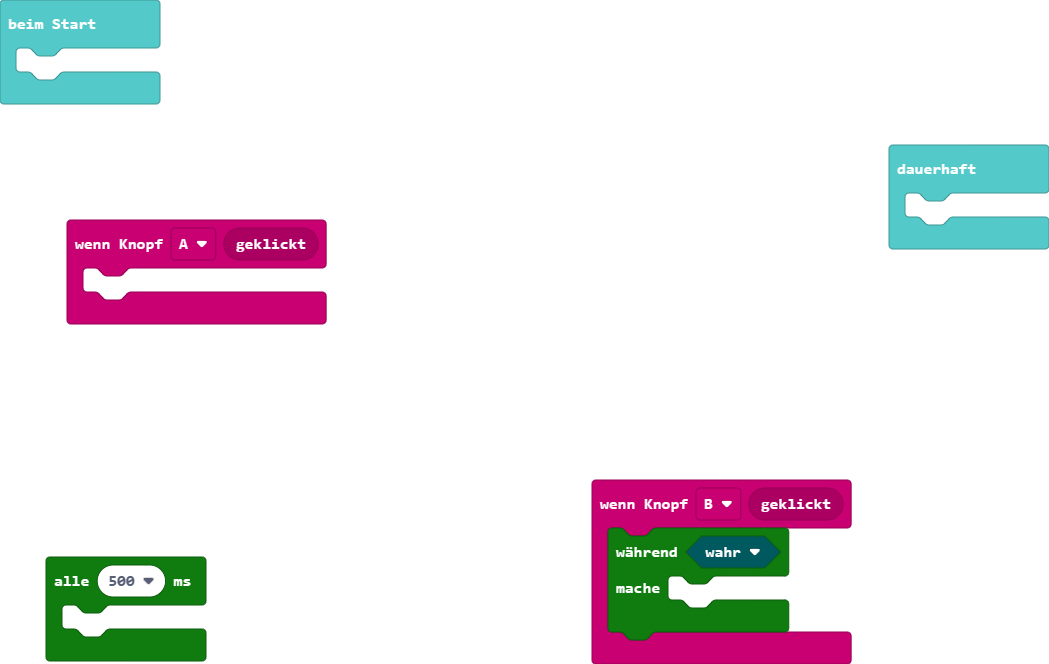 beim Start
dauerhaft
wenn Knopf A geklickt
wenn Knopf B geklickt
während wahr
mache
alle 500 ms